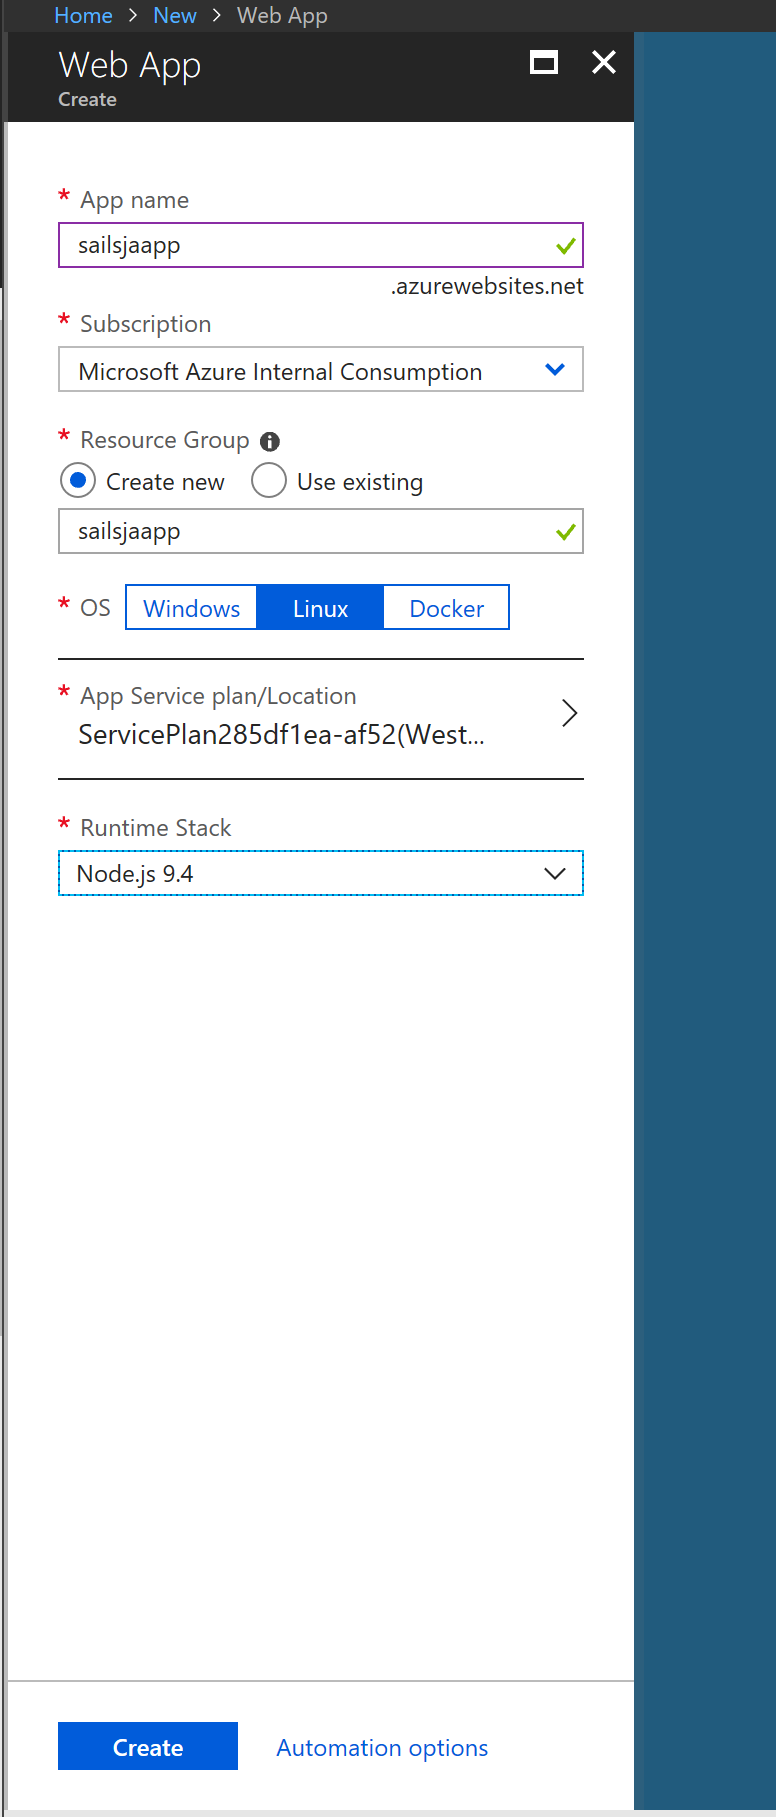 Home > New > Web App
Web App
Create
* App name
sailsjaapp
.azurewebsites.net
* Subscription
Microsoft Azure Internal Consumption
* Resource Group
Create new Use existing
sailsjaapp
* OS Windows Linux Docker
* App Service plan/Location
ServicePlan285df1ea-af52(West...
* Runtime Stack
Node.js 9.4
Create Automation options